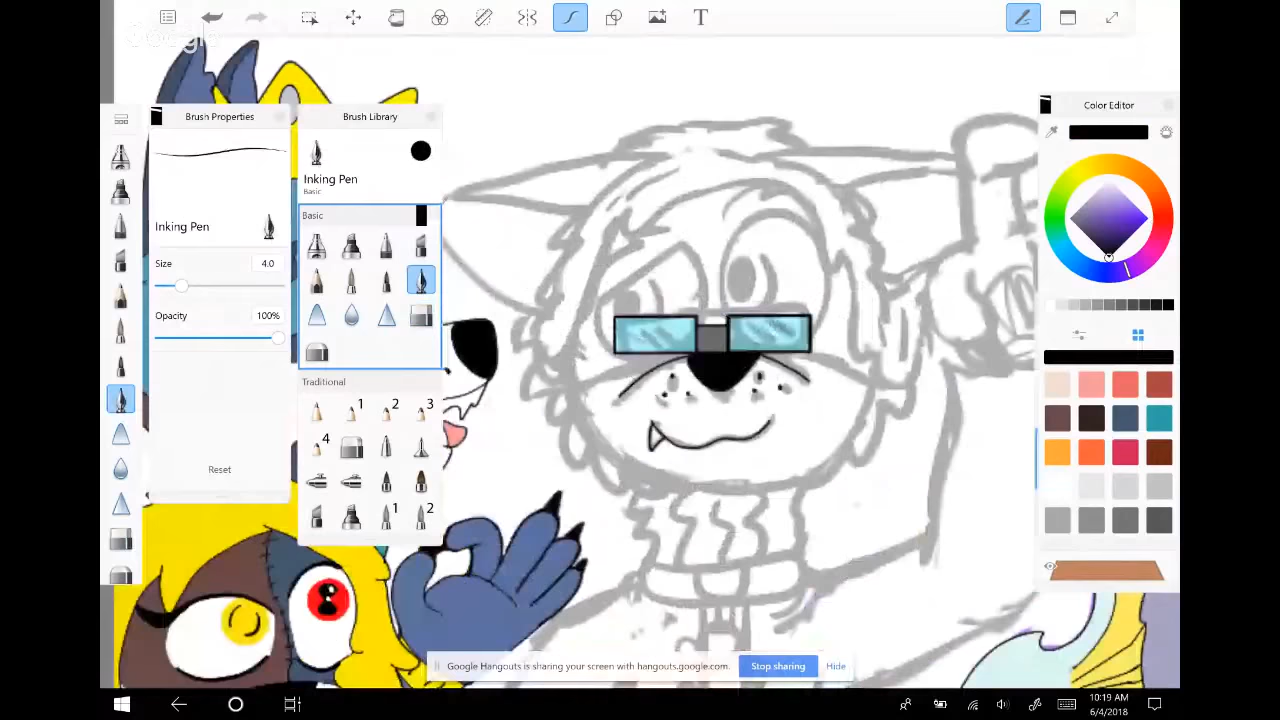 T
Google
Brush Properties
Brush Library
Color Editor
Inking Pen
Basic
Inking Pen
Basic
Size
4.0
Opacity
100%
Traditional
1
2
3
4
1
2
Reset
Google Hangouts is sharing your screen with hangouts.google.com.
Stop sharing
Hide
10:19 AM
6/4/2018